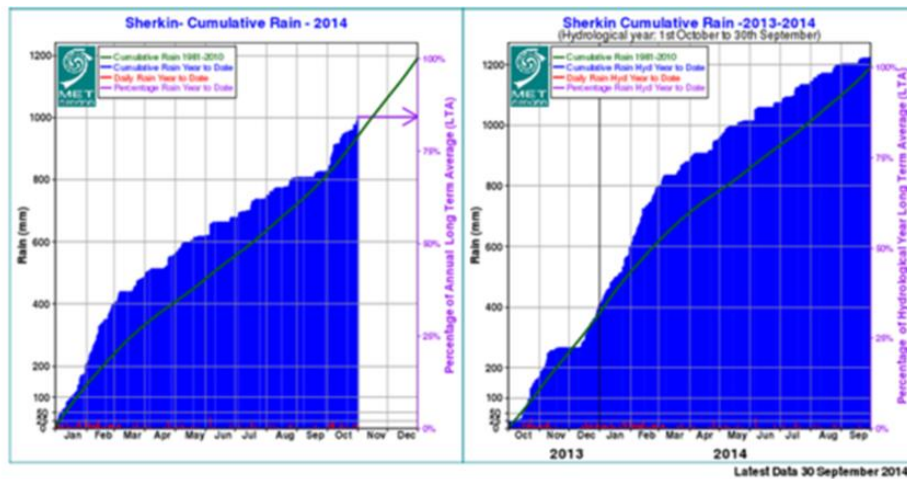 Sherkin- Cumulative Rain - 2014
MET
Cumulative Rain 1981-2010
Cumulative Rain Year to Date
Daily Rain Year to Date
Percentage Rain Year to Date
1200
1000
800
600
400
200
100
50
0
Rain (mm)
100%
75%
50%
25%
0%
Percentage of Annual Long Term Average (LTA)
Jan Feb Mar Apr May Jun Jul Aug Sep Oct Nov Dec
Sherkin Cumulative Rain -2013-2014
(Hydrological year: 1st October to 30th September)
MET
Cumulative Rain 1981-2010
Cumulative Rain Hyd Year to Date
Daily Rain Hyd Year to Date
Percentage Rain Hyd Year to Date
1200
1000
800
600
400
200
100
50
0
Rain (mm)
100%
75%
50%
25%
0%
Percentage of Hydrological Year Long Term Average (LTA)
Oct Nov Dec Jan Feb Mar Apr May Jun Jul Aug Sep
2013 2014
Latest Data 30 September 2014